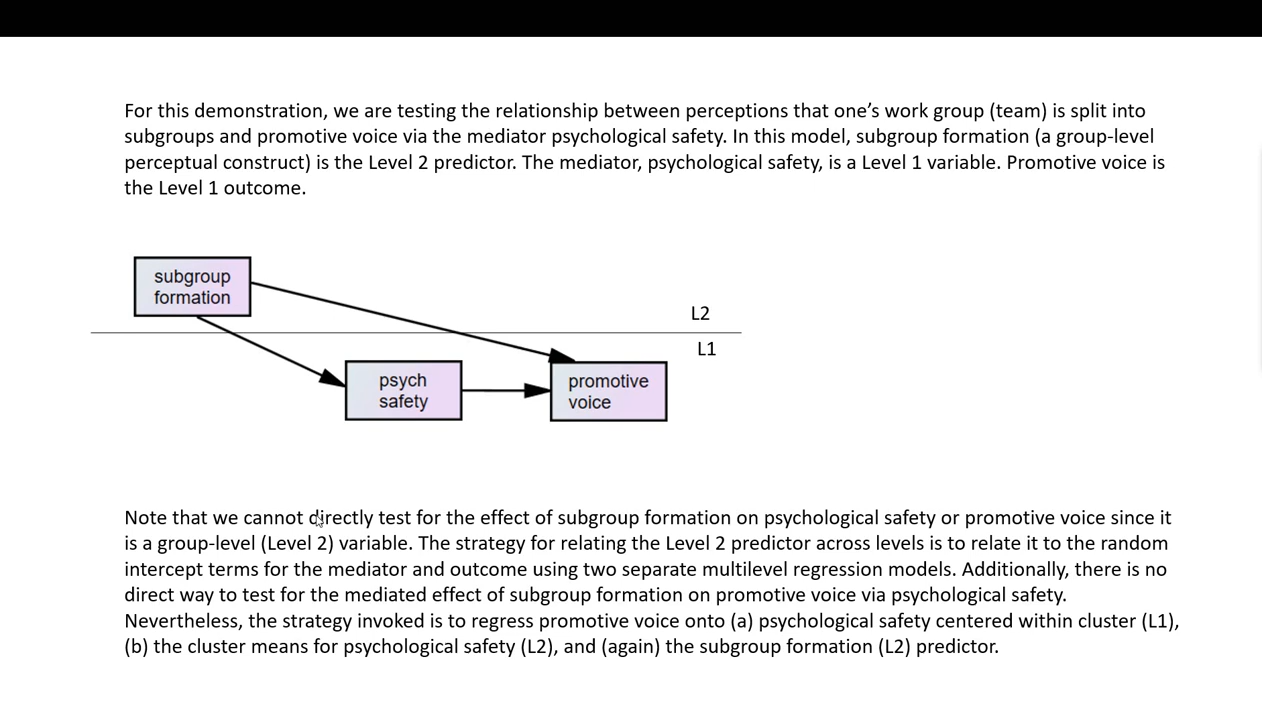 For this demonstration, we are testing the relationship between perceptions that one’s work group (team) is split into
subgroups and promotive voice via the mediator psychological safety. In this model, subgroup formation (a group-level
perceptual construct) is the Level 2 predictor. The mediator, psychological safety, is a Level 1 variable. Promotive voice is
the Level 1 outcome.
subgroup
formation
L2
L1
psych
safety
promotive
voice
Note that we cannot directly test for the effect of subgroup formation on psychological safety or promotive voice since it
is a group-level (Level 2) variable. The strategy for relating the Level 2 predictor across levels is to relate it to the random
intercept terms for the mediator and outcome using two separate multilevel regression models. Additionally, there is no
direct way to test for the mediated effect of subgroup formation on promotive voice via psychological safety.
Nevertheless, the strategy invoked is to regress promotive voice onto (a) psychological safety centered within cluster (L1),
(b) the cluster means for psychological safety (L2), and (again) the subgroup formation (L2) predictor.